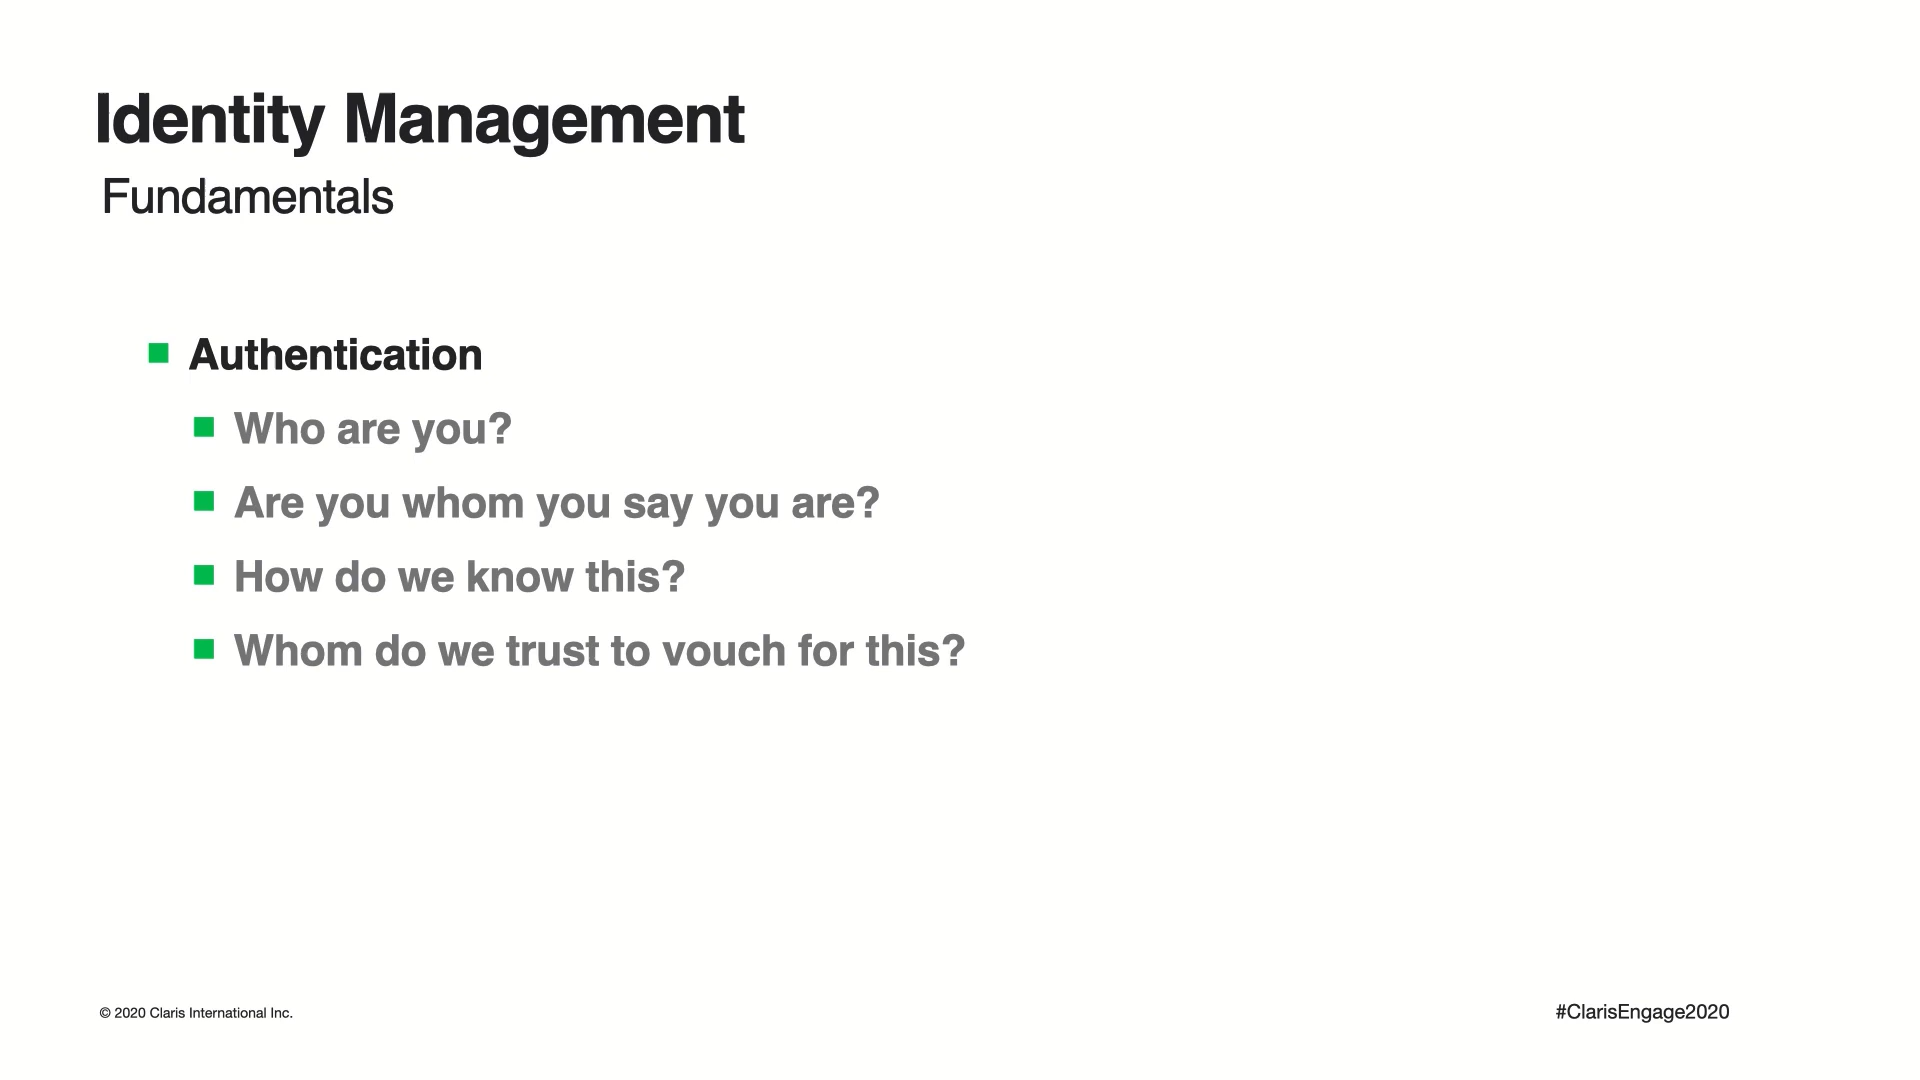 Identity Management
Fundamentals
Authentication
Who are you?
Are you whom you say you are?
How do we know this?
Whom do we trust to vouch for this?
© 2020 Claris International Inc.
#ClarisEngage2020